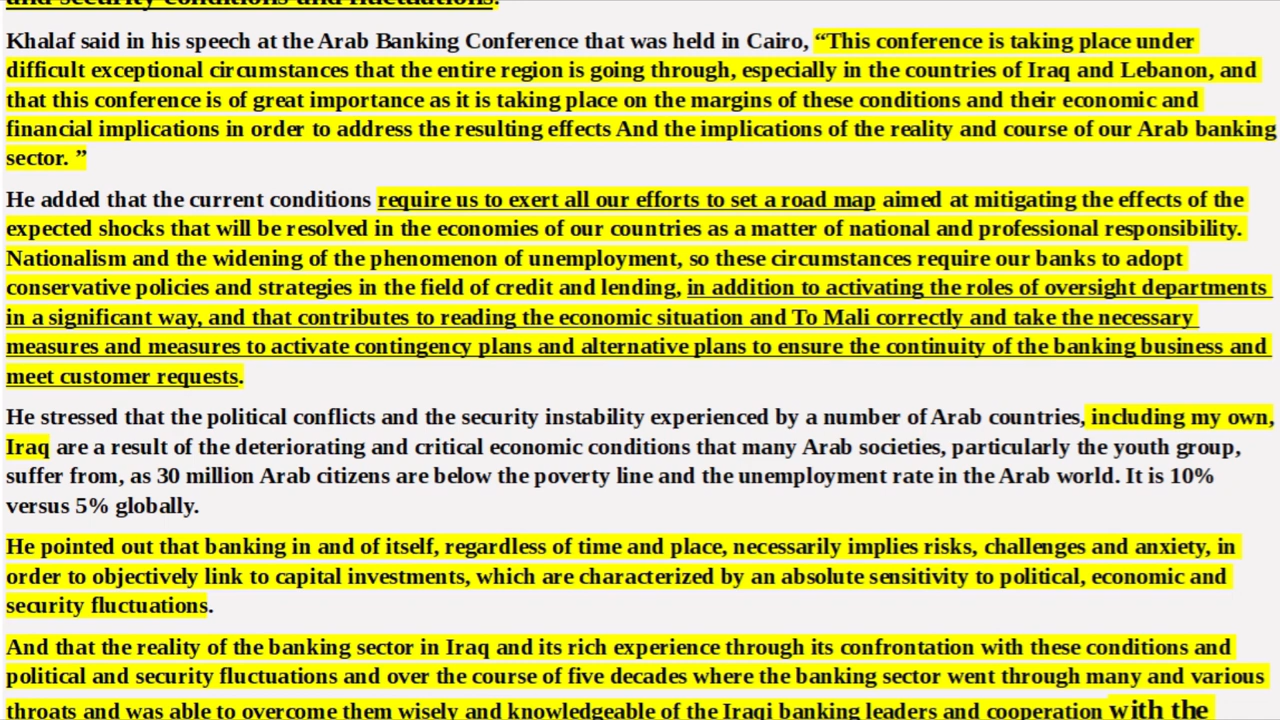 and security conditions and fluctuations.
Khalaf said in his speech at the Arab Banking Conference that was held in Cairo, “This conference is taking place under
difficult exceptional circumstances that the entire region is going through, especially in the countries of Iraq and Lebanon, and
that this conference is of great importance as it is taking place on the margins of these conditions and their economic and
financial implications in order to address the resulting effects And the implications of the reality and course of our Arab banking
sector. ”
He added that the current conditions require us to exert all our efforts to set a road map aimed at mitigating the effects of the
expected shocks that will be resolved in the economies of our countries as a matter of national and professional responsibility.
Nationalism and the widening of the phenomenon of unemployment, so these circumstances require our banks to adopt
conservative policies and strategies in the field of credit and lending, in addition to activating the roles of oversight departments
in a significant way, and that contributes to reading the economic situation and To Mali correctly and take the necessary
measures and measures to activate contingency plans and alternative plans to ensure the continuity of the banking business and
meet customer requests.
He stressed that the political conflicts and the security instability experienced by a number of Arab countries, including my own,
Iraq are a result of the deteriorating and critical economic conditions that many Arab societies, particularly the youth group,
suffer from, as 30 million Arab citizens are below the poverty line and the unemployment rate in the Arab world. It is 10%
versus 5% globally.
He pointed out that banking in and of itself, regardless of time and place, necessarily implies risks, challenges and anxiety, in
order to objectively link to capital investments, which are characterized by an absolute sensitivity to political, economic and
security fluctuations.
And that the reality of the banking sector in Iraq and its rich experience through its confrontation with these conditions and
political and security fluctuations and over the course of five decades where the banking sector went through many and various
throats and was able to overcome them wisely and knowledgeable of the Iraqi banking leaders and cooperation with the